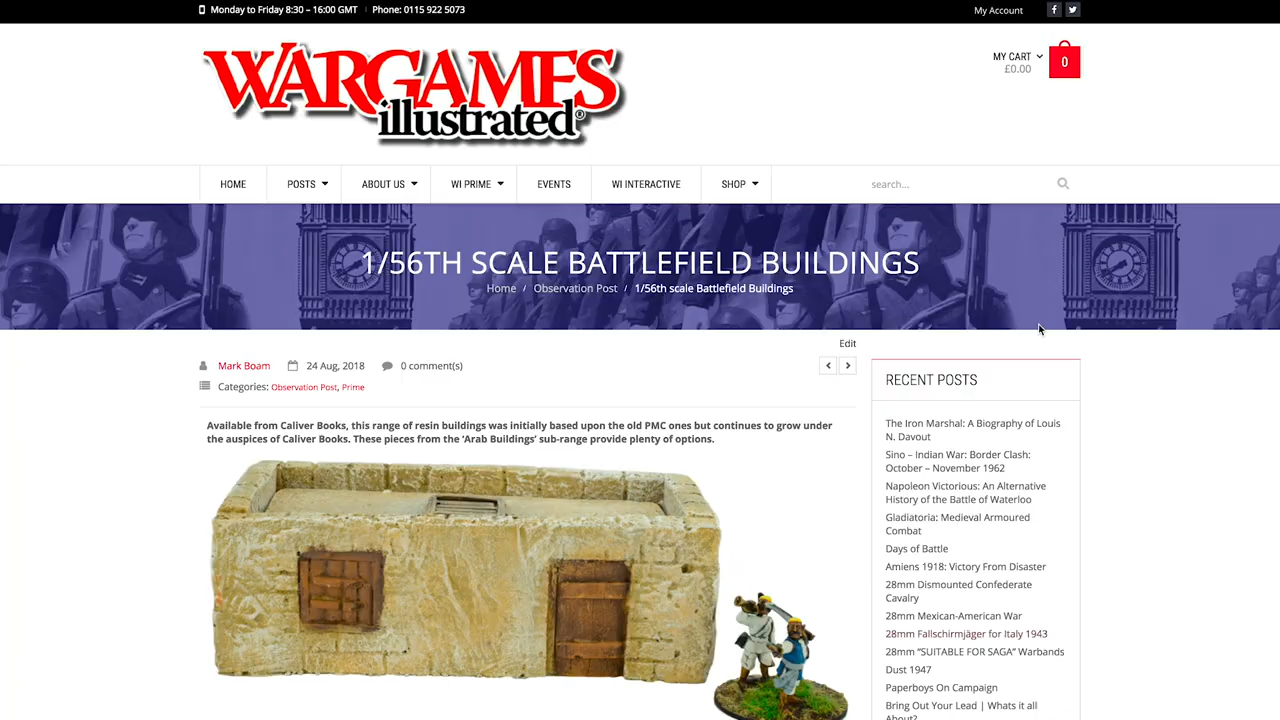 Monday to Friday 8:30 – 16:00 GMT
Phone: 0115 922 5073
My Account
WARGAMES
illustrated®
MY CART
£0.00
0
HOME
POSTS
ABOUT US
WI PRIME
EVENTS
WI INTERACTIVE
SHOP
search...
1/56TH SCALE BATTLEFIELD BUILDINGS
Home / Observation Post / 1/56th scale Battlefield Buildings
Edit
Mark Boam
24 Aug, 2018
0 comment(s)
Categories: Observation Post, Prime
Available from Caliver Books, this range of resin buildings was initially based upon the old PMC ones but continues to grow under
the auspices of Caliver Books. These pieces from the ‘Arab Buildings’ sub-range provide plenty of options.
RECENT POSTS
The Iron Marshal: A Biography of Louis
N. Davout
Sino – Indian War: Border Clash:
October – November 1962
Napoleon Victorious: An Alternative
History of the Battle of Waterloo
Gladiatoria: Medieval Armoured
Combat
Days of Battle
Amiens 1918: Victory From Disaster
28mm Dismounted Confederate
Cavalry
28mm Mexican-American War
28mm Fallschirmjäger for Italy 1943
28mm “SUITABLE FOR SAGA” Warbands
Dust 1947
Paperboys On Campaign
Bring Out Your Lead | Whats it all
About?